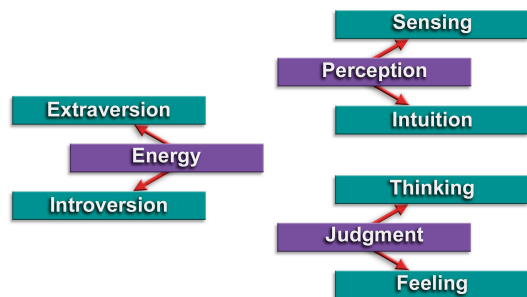 Extraversion
Energy
Introversion
Sensing
Perception
Intuition
Thinking
Judgment
Feeling